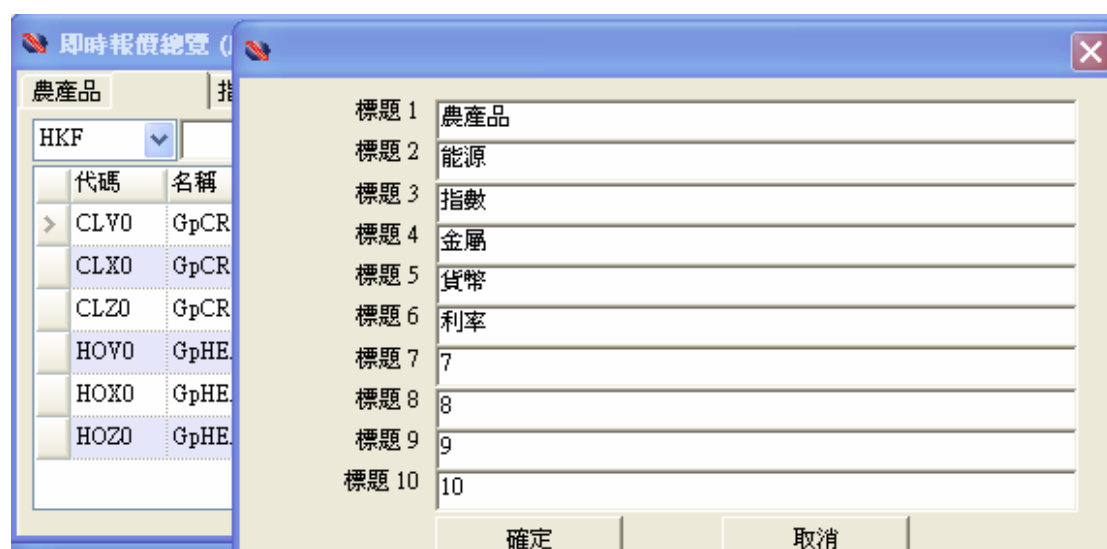 即時報價總覽 (
農產品
HKF
代碼 名稱
CLV0 GpCR
CLX0 GpCR
CLZ0 GpCR
HOV0 GpHE
HOX0 GpHE
HOZ0 GpHE
標題 1 農產品
標題 2 能源
標題 3 指數
標題 4 金屬
標題 5 貨幣
標題 6 利率
標題 7 7
標題 8 8
標題 9 9
標題 10 10
確定 取消